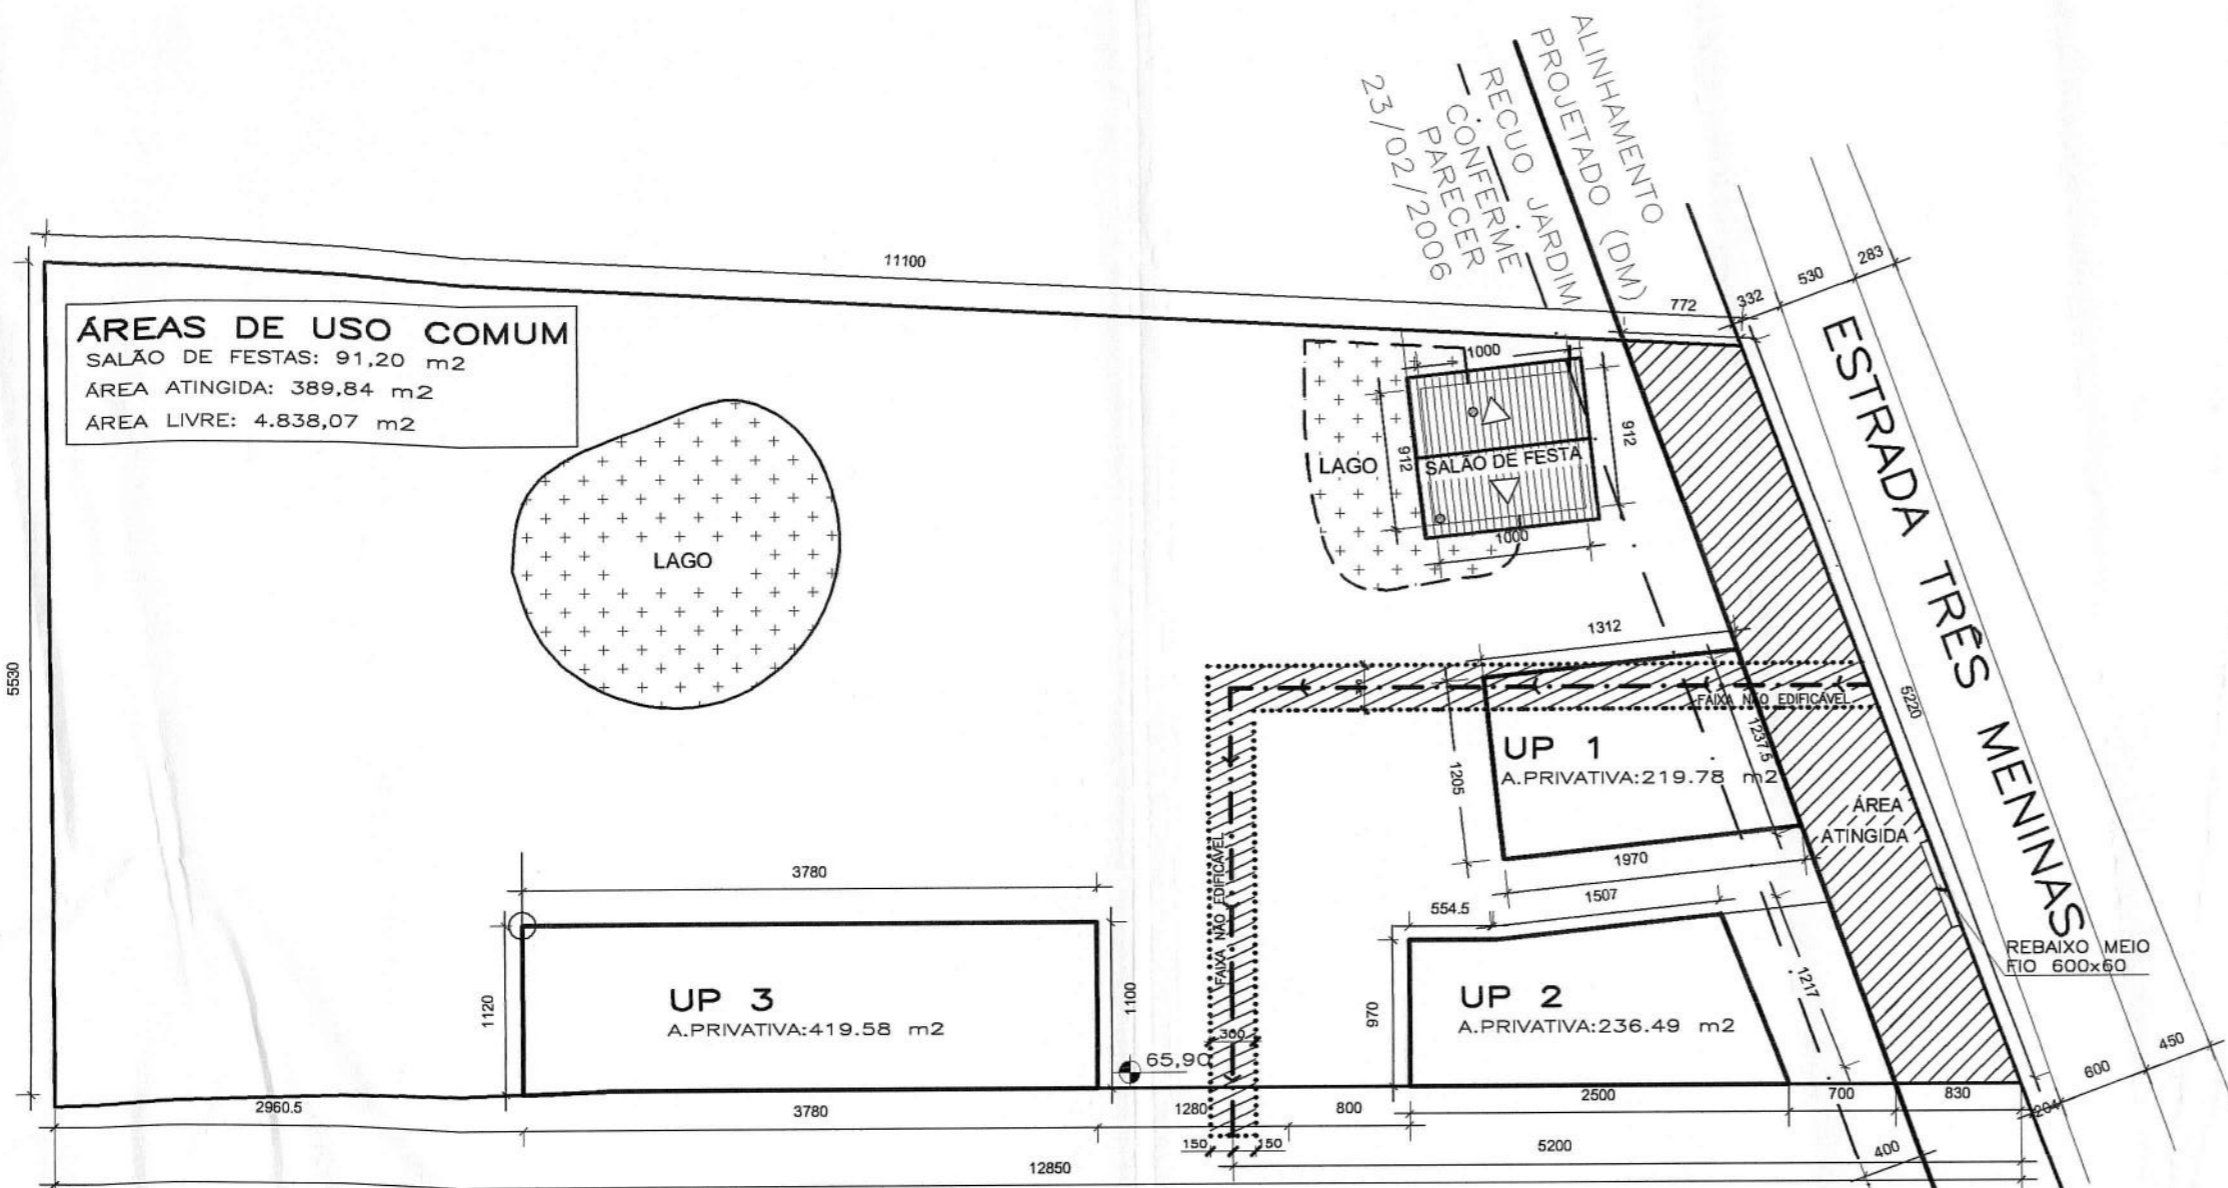 ALINHAMENTO
PROJETADO (DM)
RECUO JARDIM
CONFERME
PARECER
23/02/2006
11100
772
332
530
283
ÁREAS DE USO COMUM
SALÃO DE FESTAS: 91,20 m2
ÁREA ATINGIDA: 389,84 m2
ÁREA LIVRE: 4.838,07 m2
1000
912
912
LAGO
SALÃO DE FESTA
1000
LAGO
ESTRADA TRÊS MENINAS
5530
1312
FAIXA NÃO EDIFICÁVEL
5220
1237.5
UP 1
A.PRIVATIVA:219.78 m2
1205
ÁREA
ATINGIDA
1970
FAIXA NÃO EDIFICÁVEL
3780
554.5
1507
REBAIXO MEIO
FIO 600x60
1120
UP 3
A.PRIVATIVA:419.58 m2
1100
970
UP 2
A.PRIVATIVA:236.49 m2
1217
300
65,90
600
450
2960.5
3780
1280
800
2500
700
830
204
150
150
5200
400
12850